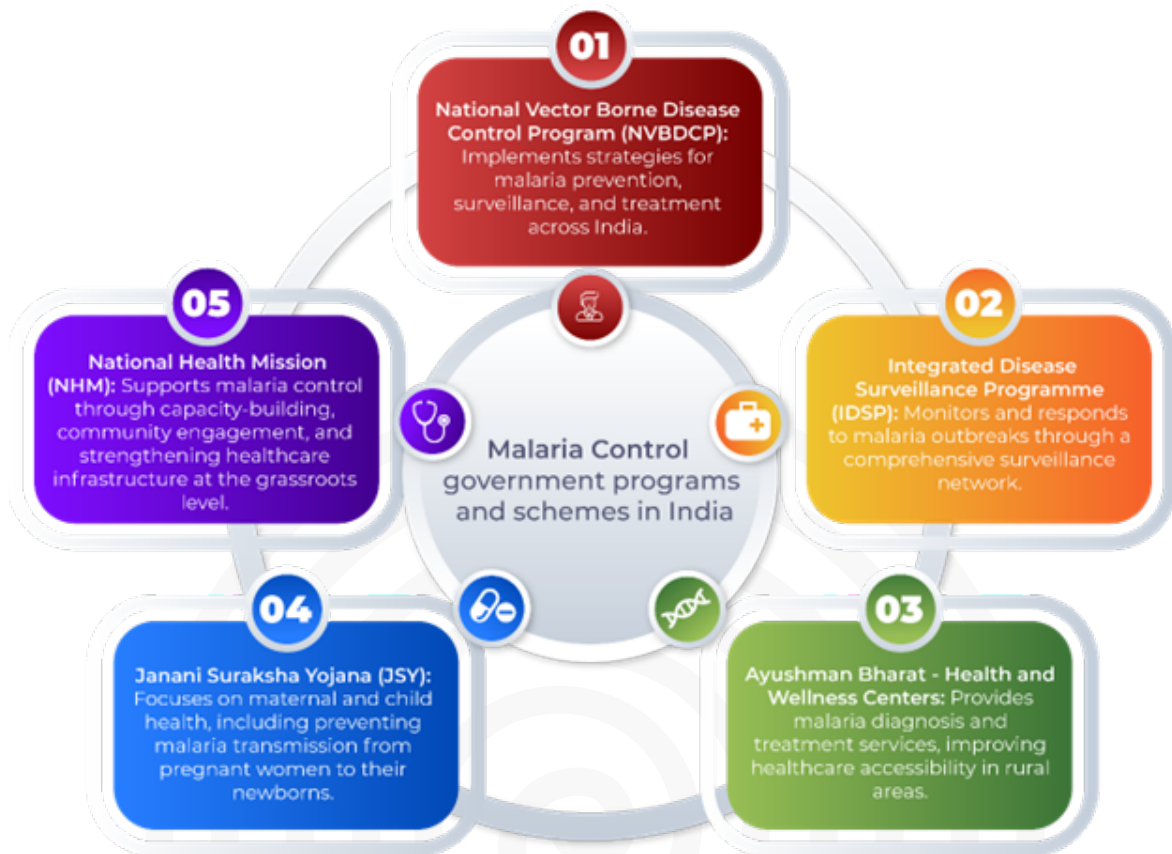 01
National Vector Borne Disease
Control Program (NVBDCP):
Implements strategies for
malaria prevention,
surveillance, and treatment
across India.
02
Integrated Disease
Surveillance Programme
(IDSP): Monitors and responds
to malaria outbreaks through a
comprehensive surveillance
network.
03
Ayushman Bharat - Health and
Wellness Centers: Provides
malaria diagnosis and
treatment services, improving
healthcare accessibility in rural
areas.
04
Janani Suraksha Yojana (JSY):
Focuses on maternal and child
health, including preventing
malaria transmission from
pregnant women to their
newborns.
05
National Health Mission
(NHM): Supports malaria control
through capacity-building,
community engagement, and
strengthening healthcare
infrastructure at the grassroots
level.
Malaria Control
government programs
and schemes in India